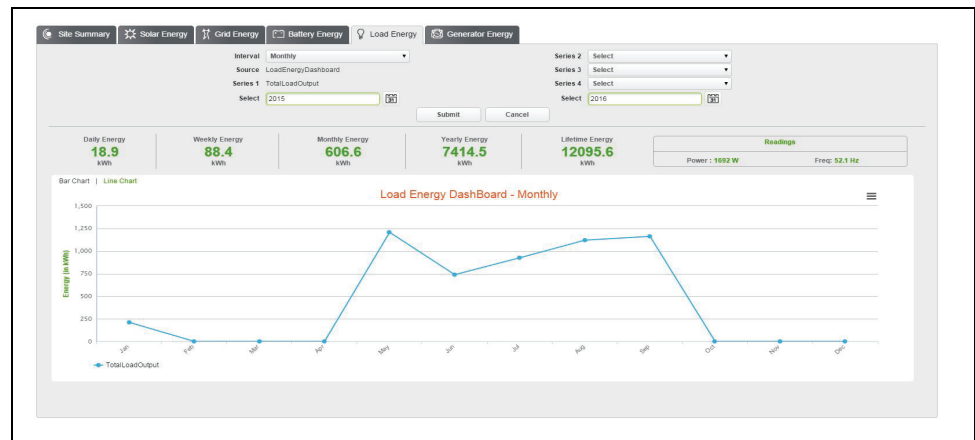 Site Summary Solar Energy Grid Energy Battery Energy Load Energy Generator Energy
Interval Monthly Series 2 Select
Source LoadEnergyDashboard Series 3 Select
Series 1 TotalLoadOutput Series 4 Select
Select 2015 Select 2016
Submit Cancel
Daily Energy Weekly Energy Monthly Energy Yearly Energy Lifetime Energy Readings
18.9 88.4 606.6 7414.5 12095.6
kWh kWh kWh kWh kWh Power : 1692 W Freq: 52.1 Hz
Bar Chart | Line Chart
Load Energy DashBoard - Monthly
Energy (in kWh)
1,500
1,250
1,000
750
500
250
0
Jan Feb Mar Apr May Jun Jul Aug Sep Oct Nov Dec
TotalLoadOutput